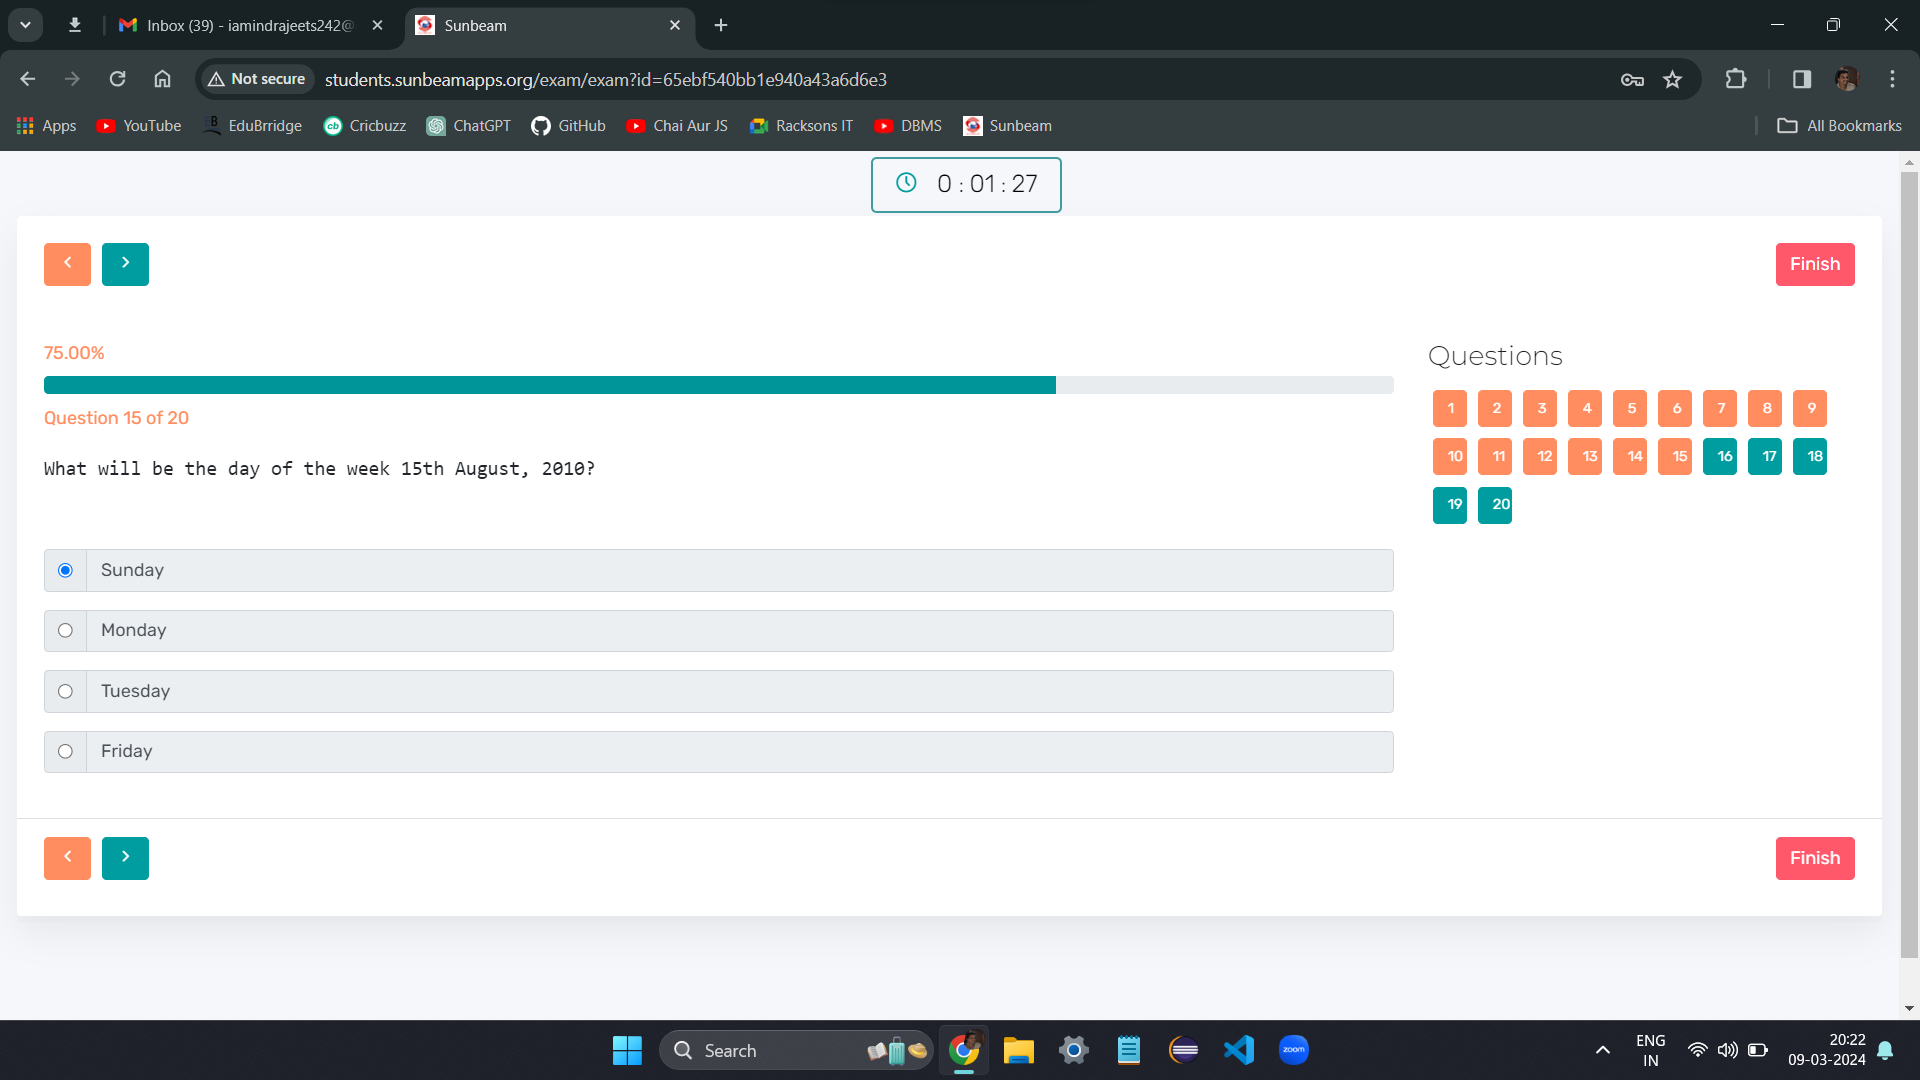 Inbox (39) - iamindrajeets242@
Sunbeam
Not secure
students.sunbeamapps.org/exam/exam?id=65ebf540bb1e940a43a6d6e3
Apps
YouTube
B
EduBrridge
cb
Cricbuzz
ChatGPT
GitHub
Chai Aur JS
Racksons IT
DBMS
Sunbeam
All Bookmarks
0 : 01 : 27
Finish
75.00%
Question 15 of 20
What will be the day of the week 15th August, 2010?
Sunday
Monday
Tuesday
Friday
Questions
1 2 3 4 5 6 7 8 9
10 11 12 13 14 15 16 17 18
19 20
Finish
Search
zoom
ENG
IN
20:22
09-03-2024